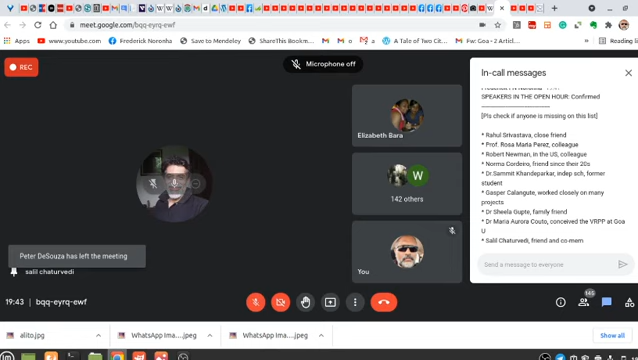 meet.google.com/bqq-eyrq-ewf
Apps
www.youtube.com
Frederick Noronha
Save to Mendeley
ShareThis Bookmark
M
M
A Tale of Two Cit...
Fw: Goa - 2 Articl...
Reading li
REC
Microphone off
Elizabeth Bara
W
142 others
You
Peter DeSouza has left the meeting
salil chaturvedi
In-call messages
SPEAKERS IN THE OPEN HOUR: Confirmed
[Pls check if anyone is missing on this list]
* Rahul Srivastava, close friend
* Prof. Rosa Maria Perez, colleague
* Robert Newman, in the US, colleague
* Norma Cordeiro, friend since their 20s
* Dr.Sammit Khandeparkar, indep sch, former
student
* Gasper Calangute, worked closely on many
projects
* Dr Sheela Gupte, family friend
* Dr Maria Aurora Couto, conceived the VRPP at Goa
U
* Salil Chaturvedi, friend and co-mem
Send a message to everyone
19:43
bqq-eyrq-ewf
alito.jpg
WhatsApp Ima....jpeg
WhatsApp Ima....jpeg
Show all